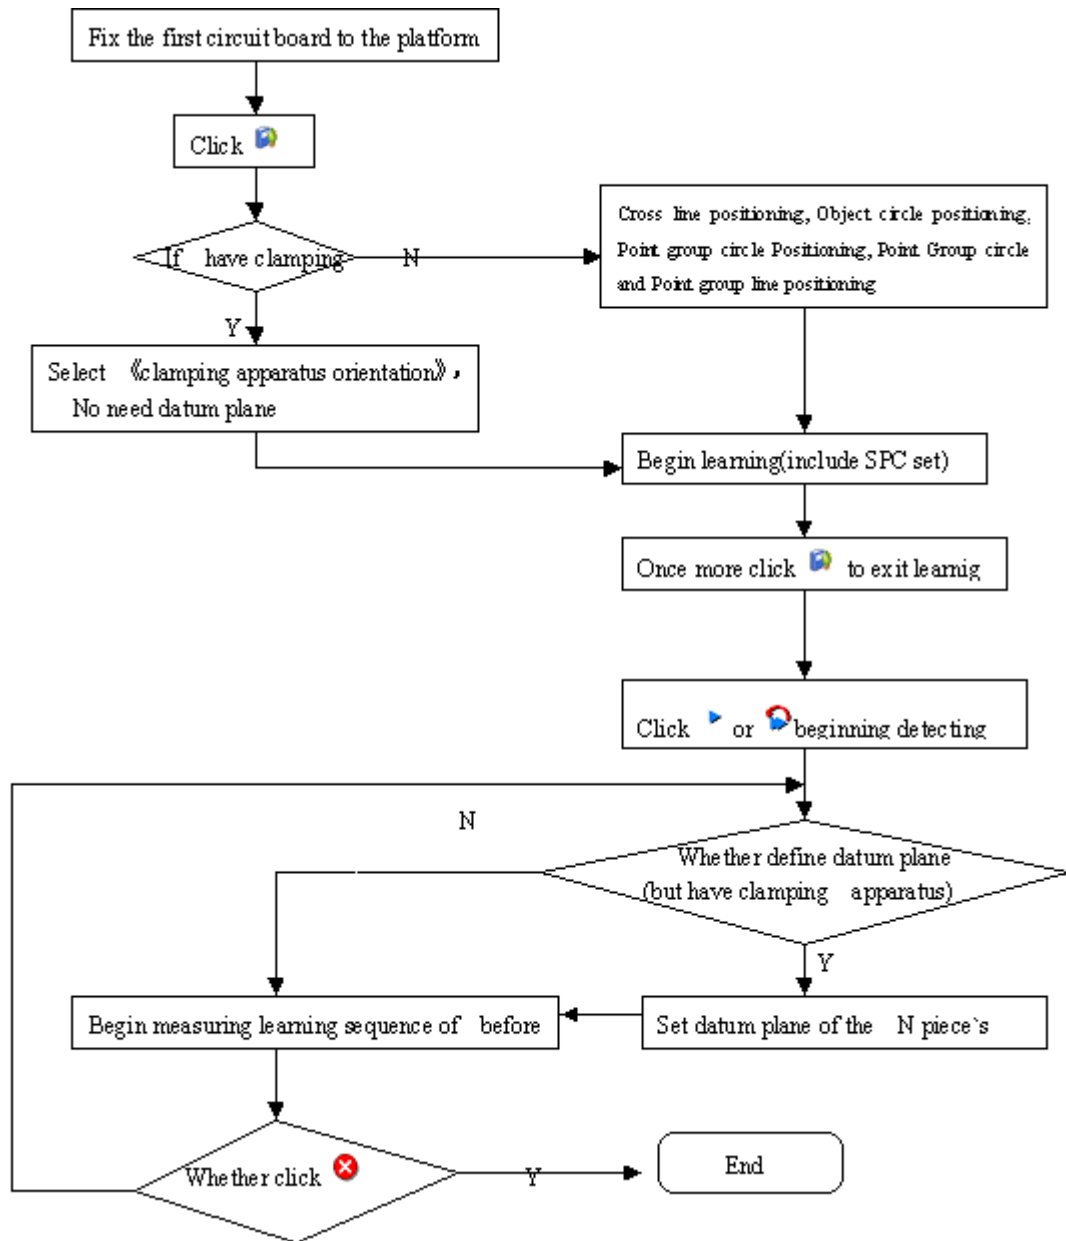 Fix the first circuit board to the platform
Click
If have clamping
N
Cross line positioning, Object circle positioning,
Point group circle Positioning, Point Group circle
and Point group line positioning
Y
Select 《clamping apparatus orientation》,
No need datum plane
Begin learning(include SPC set)
Once more click to exit learnig
Click or beginning detecting
N
Whether define datum plane
(but have clamping apparatus)
Y
Begin measuring learning sequence of before
Set datum plane of the N piece`s
Whether click
Y
End